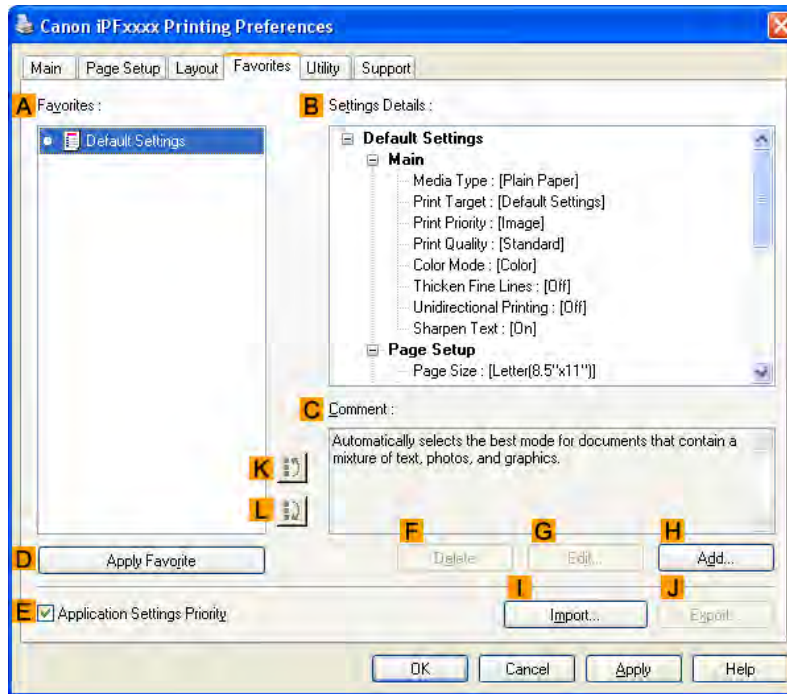 Canon iPFxxxx Printing Preferences
Main Page Setup Layout Favorites Utility Support
A Favorites :
Default Settings
B Settings Details :
Default Settings
Main
Media Type : [Plain Paper]
Print Target : [Default Settings]
Print Priority : [Image]
Print Quality : [Standard]
Color Mode : [Color]
Thicken Fine Lines : [Off]
Unidirectional Printing : [Off]
Sharpen Text : [On]
Page Setup
Page Size : [Letter(8.5"x11")]
C Comment :
Automatically selects the best mode for documents that contain a
mixture of text, photos, and graphics.
K
L
D Apply Favorite
F Delete
G Edit...
H Add...
E Application Settings Priority
I Import...
J Export...
OK Cancel Apply Help